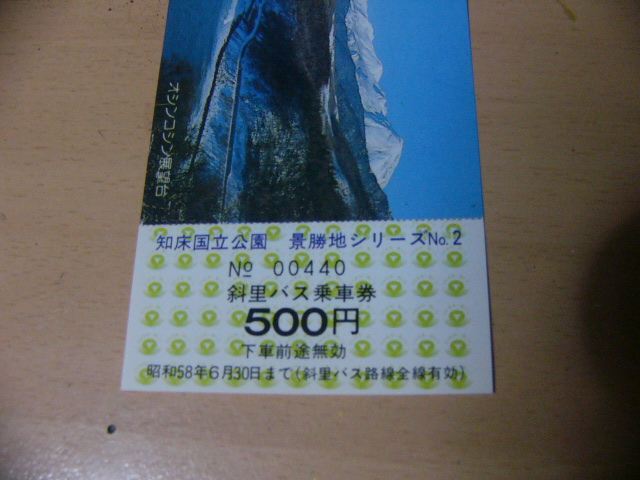 オシンコシン展望台
知床国立公園　景勝地シリーズNo.2
No 00440
斜里バス乗車券
500円
下車前途無効
昭和58年6月30日まで(斜里バス路線全線有効)